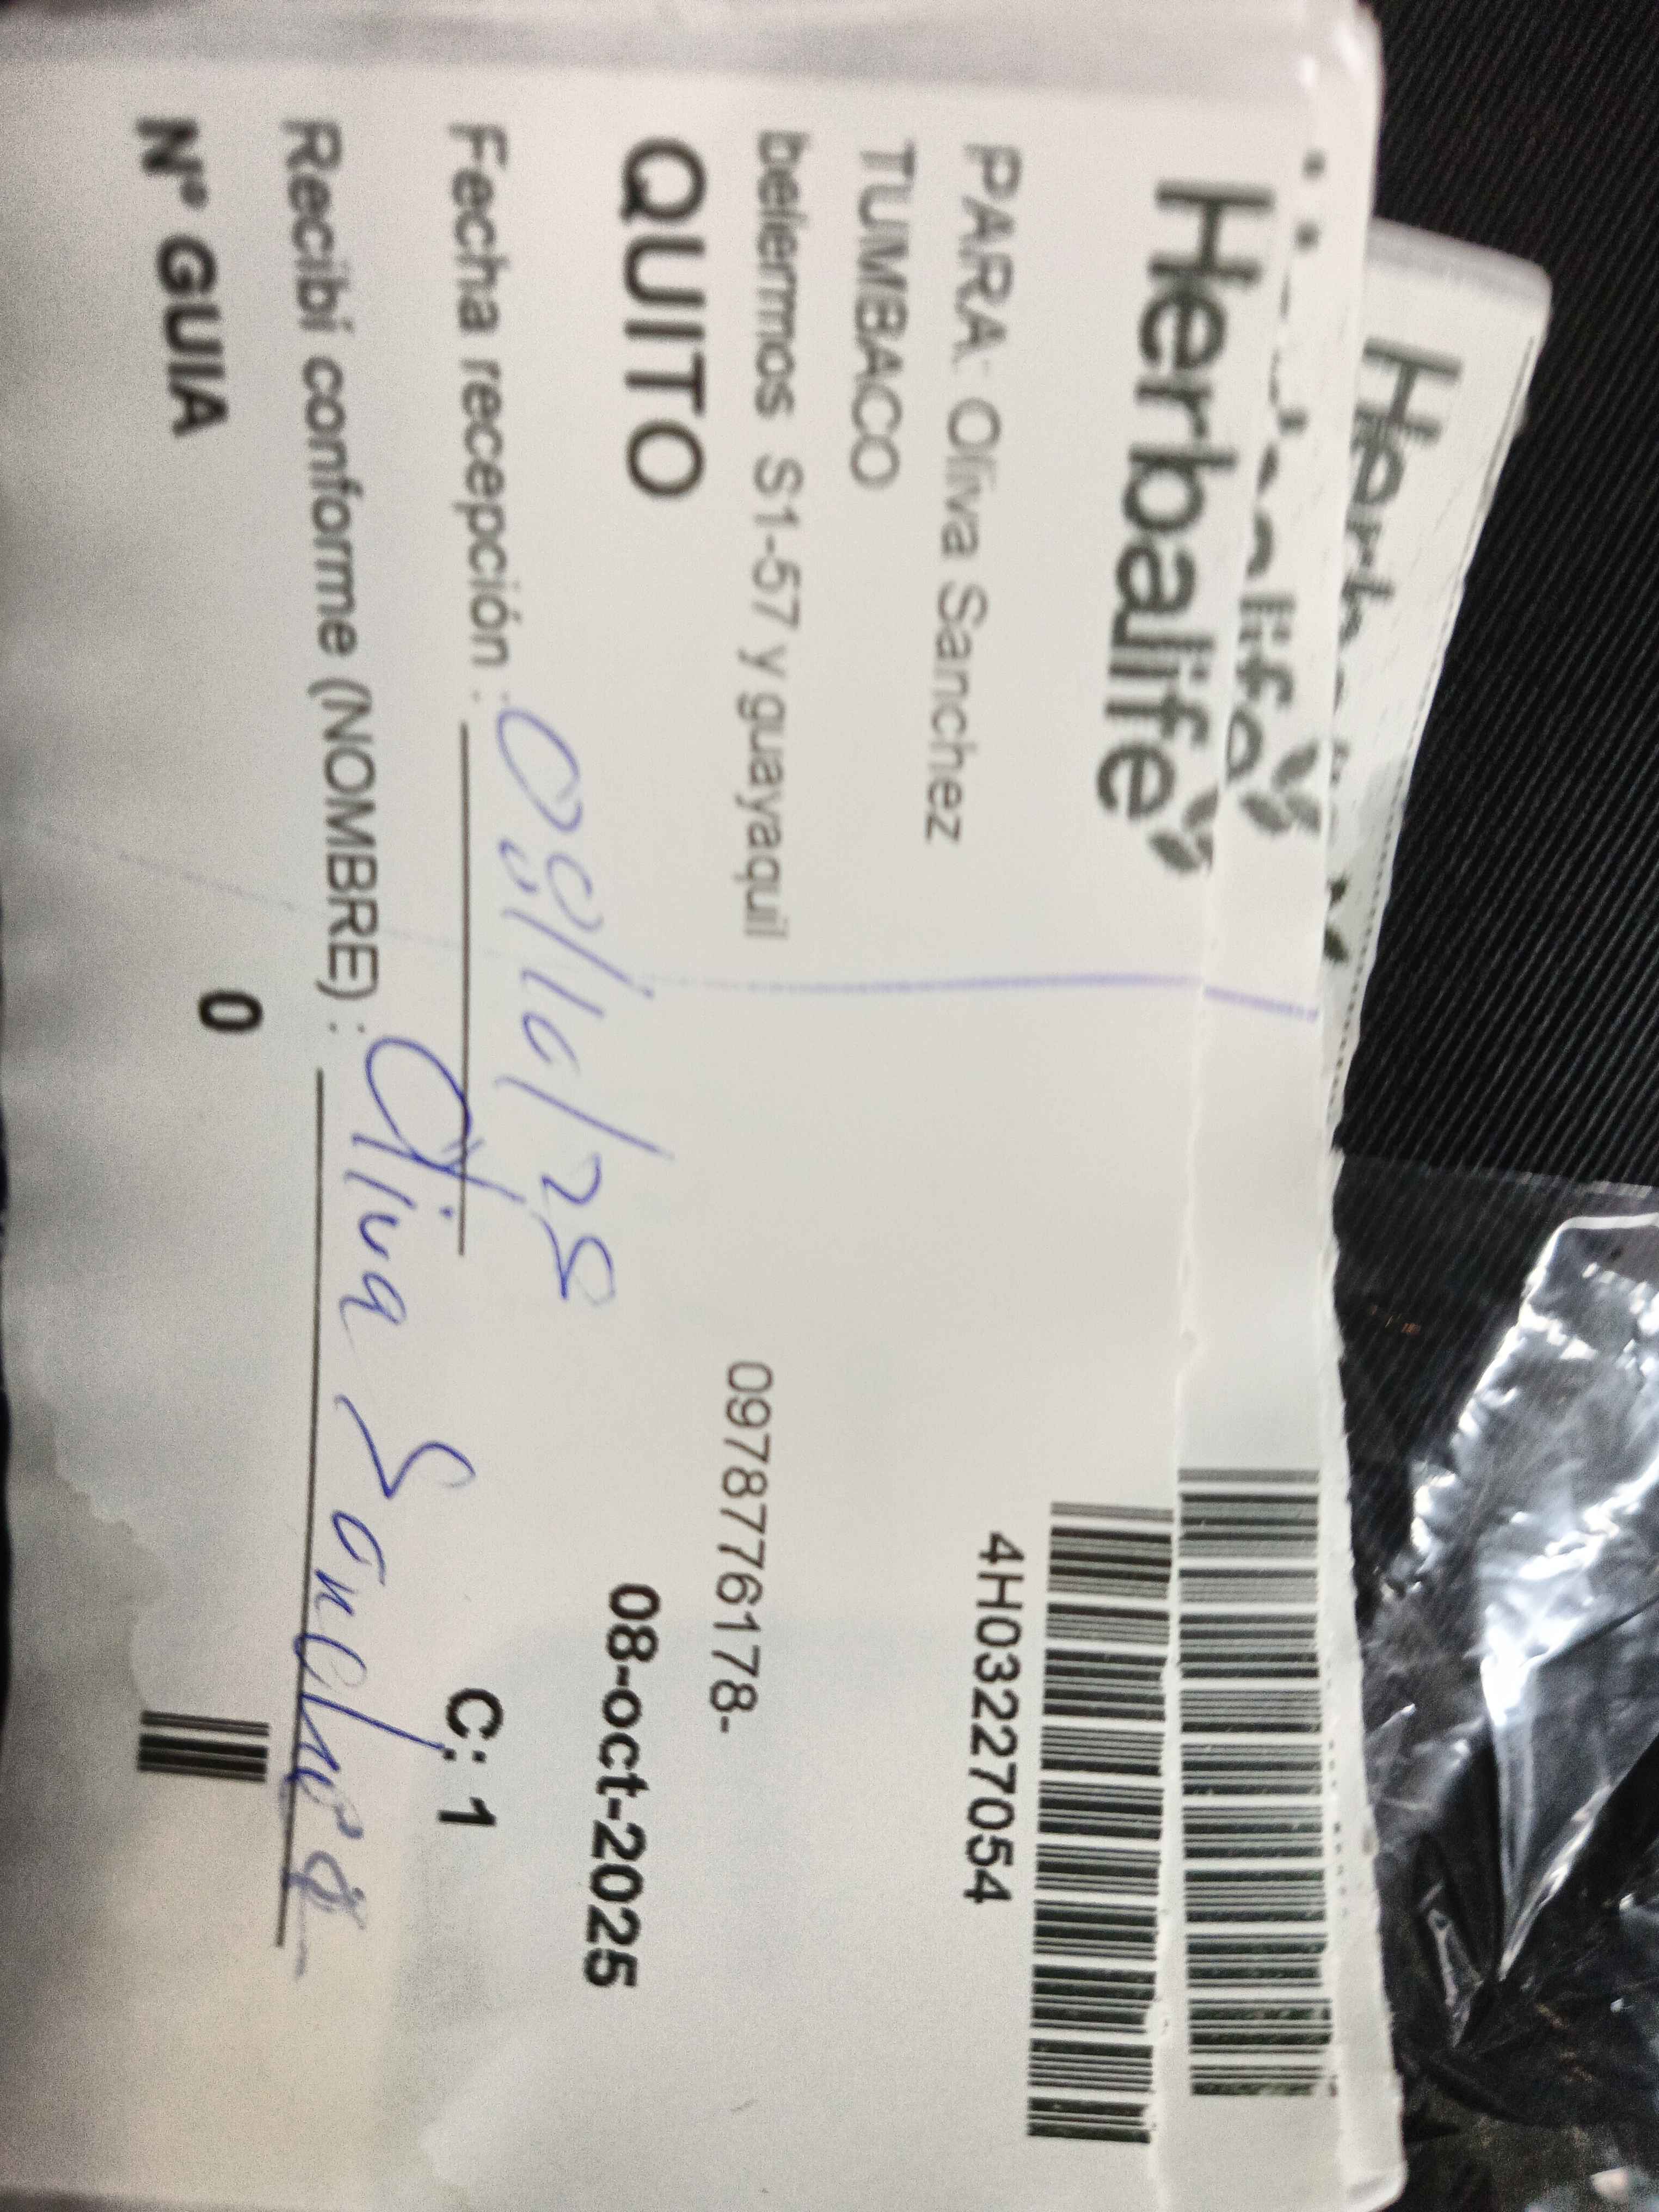 Herbalife
4H03227054
PARA: Oliva Sanchez
TUMBACO
belermos S1-57 y guayaquil 0978776178-
QUITO 08-oct-2025
Fecha recepción : 08/10/25 C: 1
Recibí conforme (NOMBRE) : Oliva Sanchez
N° GUIA 0